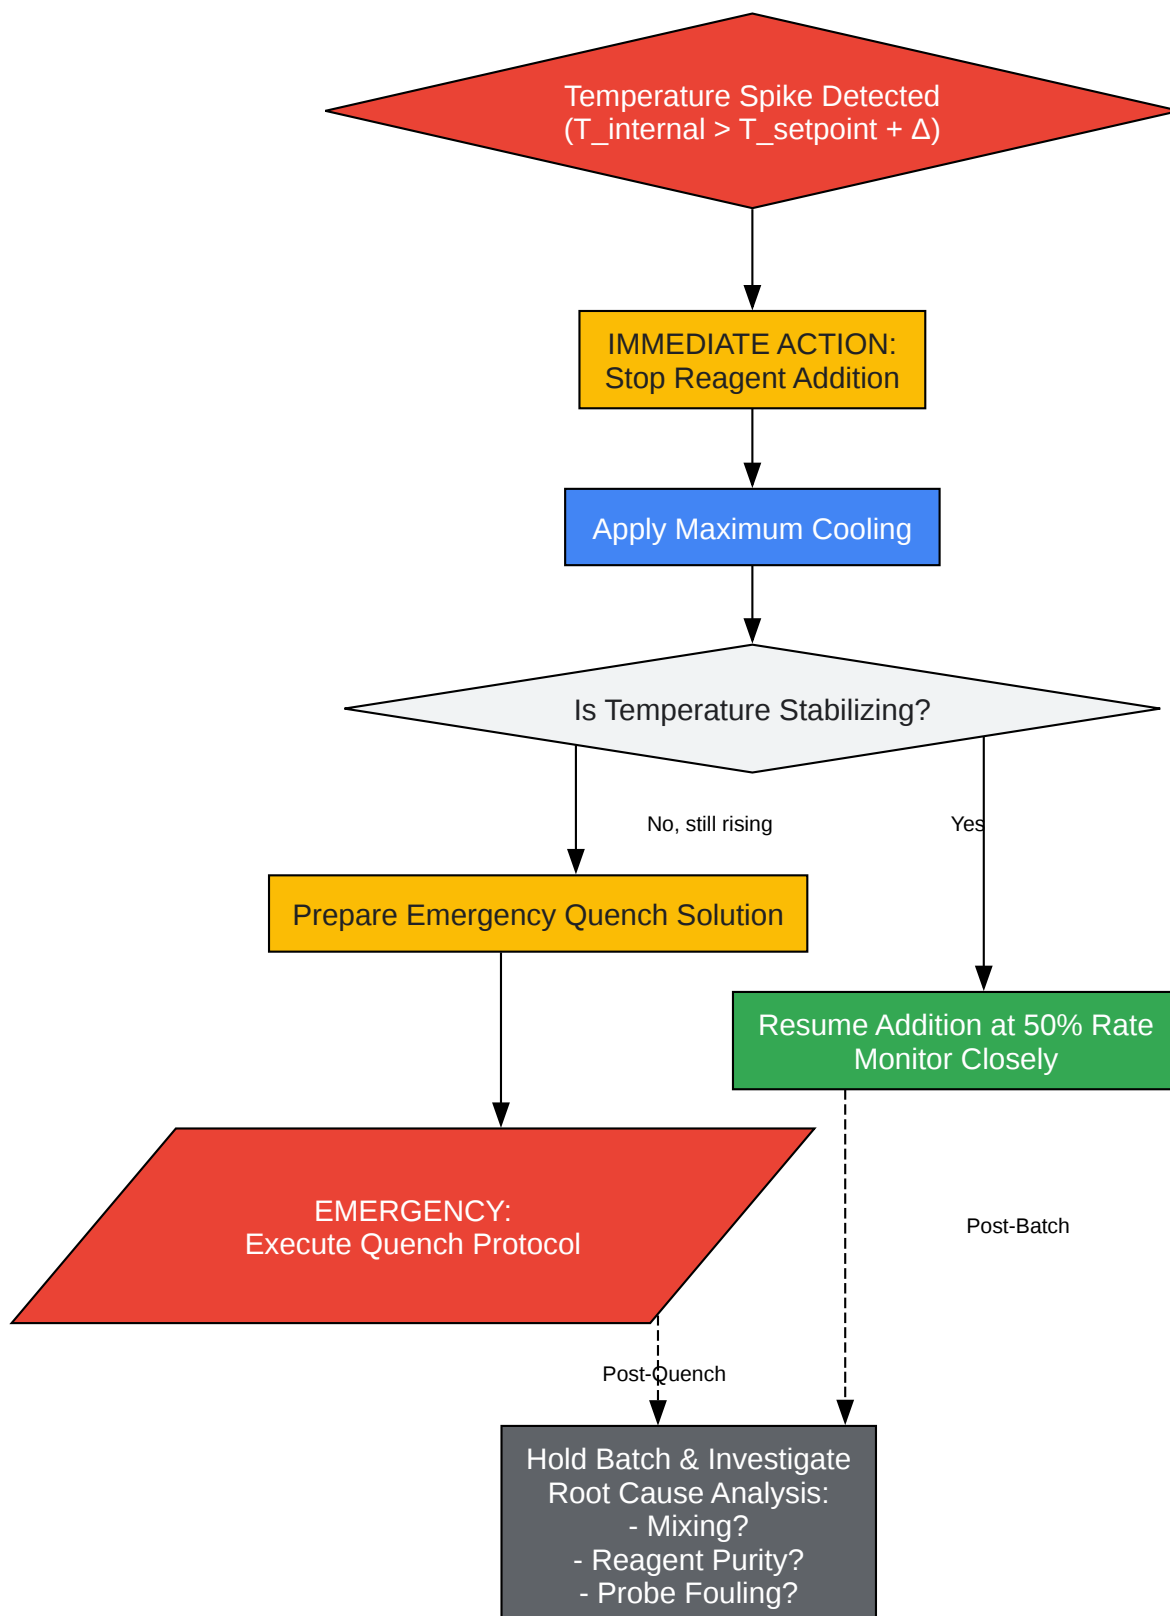 Temperature Spike Detected
(T_internal > T_setpoint + Δ)
IMMEDIATE ACTION:
Stop Reagent Addition
Apply Maximum Cooling
Is Temperature Stabilizing?
No, still rising
Yes
Prepare Emergency Quench Solution
Resume Addition at 50% Rate
Monitor Closely
EMERGENCY:
Execute Quench Protocol
Post-Batch
Post-Quench
Hold Batch & Investigate
Root Cause Analysis:
- Mixing?
- Reagent Purity?
- Probe Fouling?